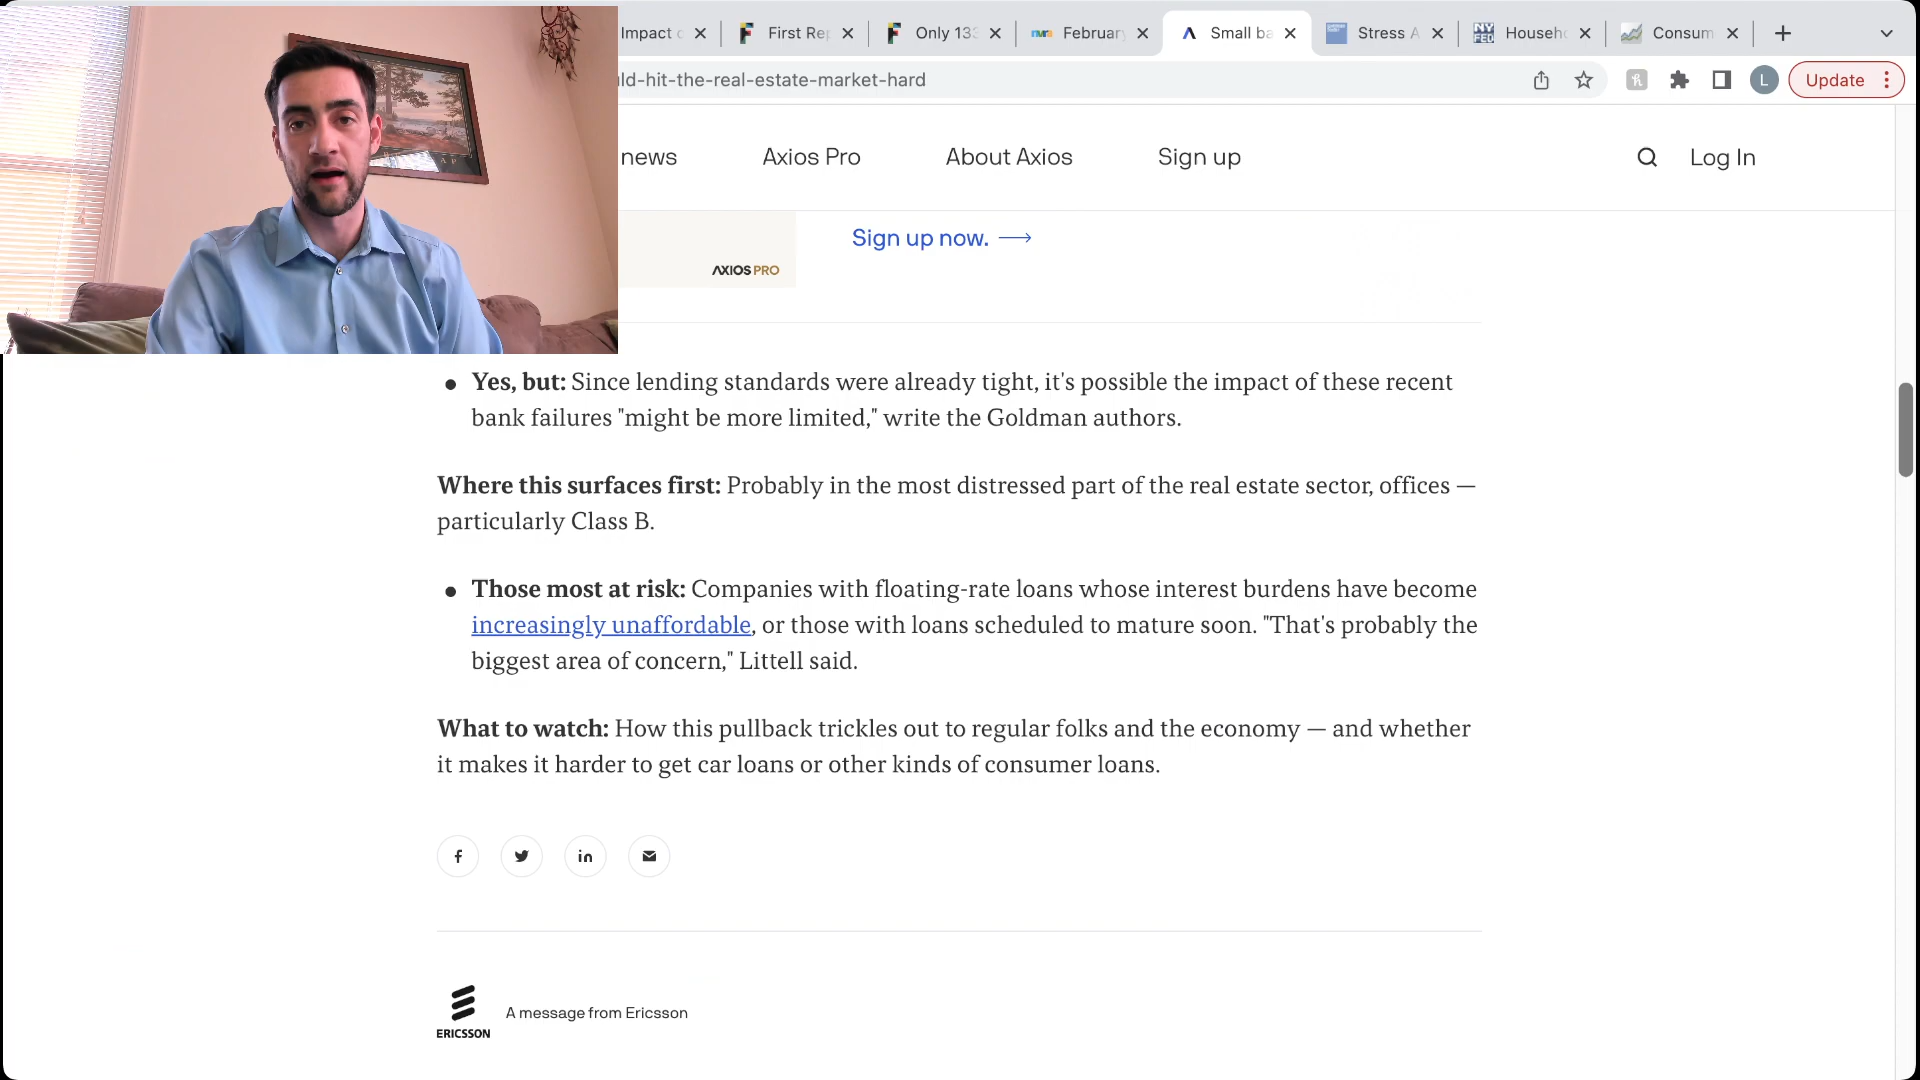 Impact
First Re
Only 133
February
Small ba
Stress A
Househ
Consum
ld-hit-the-real-estate-market-hard
L
Update
news
Axios Pro
About Axios
Sign up
Log In
Sign up now.
AXIOS PRO
Yes, but: Since lending standards were already tight, it's possible the impact of these recent
bank failures "might be more limited," write the Goldman authors.
Where this surfaces first: Probably in the most distressed part of the real estate sector, offices —
particularly Class B.
Those most at risk: Companies with floating-rate loans whose interest burdens have become
increasingly unaffordable, or those with loans scheduled to mature soon. "That's probably the
biggest area of concern," Littell said.
What to watch: How this pullback trickles out to regular folks and the economy — and whether
it makes it harder to get car loans or other kinds of consumer loans.
ERICSSON
A message from Ericsson